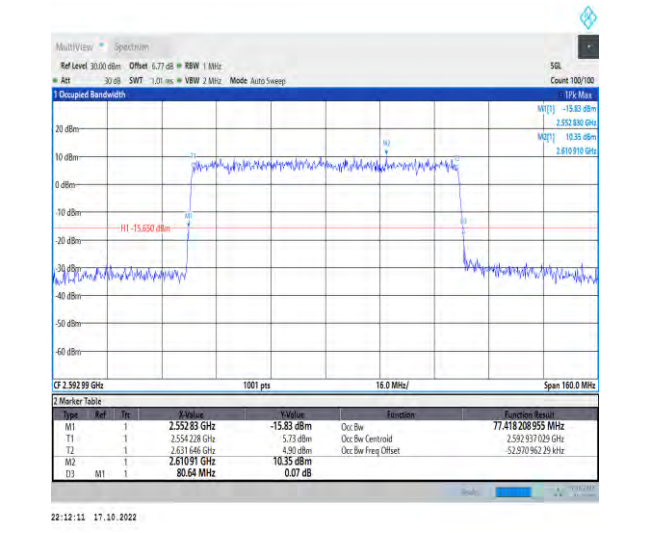 MultiView Spectrum
Ref Level 30.00 dBm Offset 6.77 dB RBW 1 MHz SGL
Att 30 dB SWT 1.01 ms VBW 2 MHz Mode Auto Sweep Count 100/100
1 Occupied Bandwidth 1Pk Max
M1[1] -15.83 dBm
2.552 830 GHz
M2[1] 10.35 dBm
2.610 910 GHz
20 dBm
M2
10 dBm T1
0 dBm
-10 dBm
M1
H1 -15.650 dBm
-20 dBm
-30 dBm
-40 dBm
-50 dBm
-60 dBm
CF 2.592 99 GHz 1001 pts 16.0 MHz/ Span 160.0 MHz
2 Marker Table
Type Ref Trc X-Value Y-Value Function Function Result
M1 1 2.552 83 GHz -15.83 dBm Occ Bw 77.418 208 955 MHz
T1 1 2.554 228 GHz 5.73 dBm Occ Bw Centroid 2.592 937 029 GHz
T2 1 2.631 646 GHz 4.90 dBm Occ Bw Freq Offset -52.970 962 29 kHz
M2 1 2.610 91 GHz 10.35 dBm
D3 M1 1 80.64 MHz 0.07 dB
22:12:11 17.10.2022